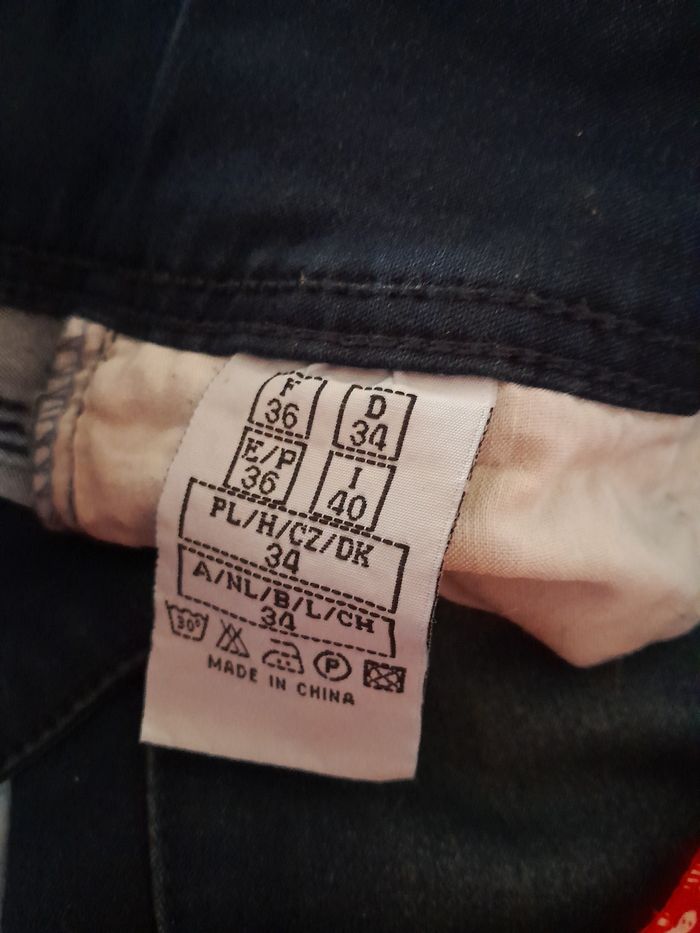 F D
36 34
E/P I
36 40
PL/H/CZ/DK
34
A/NL/B/L/CH
34
30° P
MADE IN CHINA